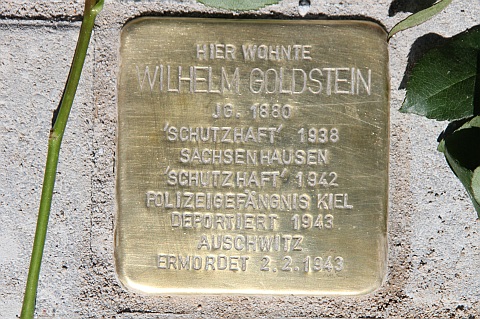 HIER WOHNTE
WILHELM GOLDSTEIN
JG. 1880
'SCHUTZHAFT' 1938
SACHSENHAUSEN
'SCHUTZHAFT' 1942
POLIZEIGEFÄNGNIS KIEL
DEPORTIERT 1943
AUSCHWITZ
ERMORDET 2.2.1943